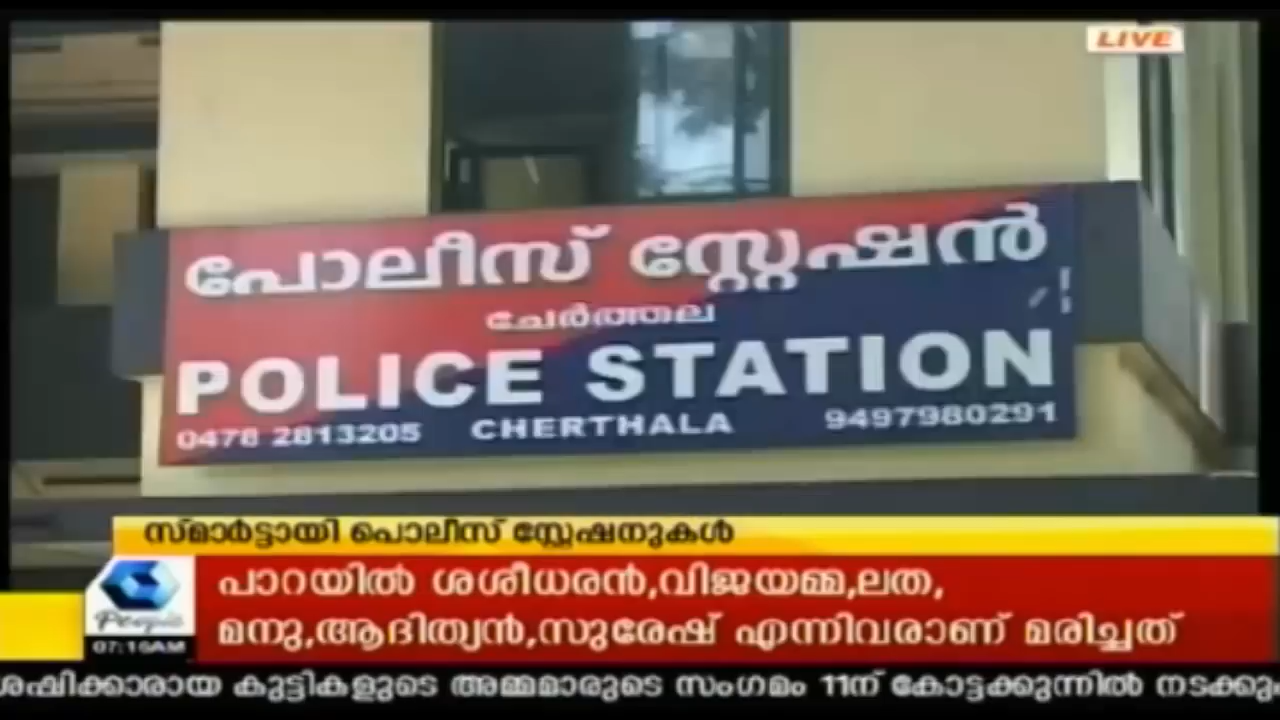 LIVE
പോലീസ് സ്റ്റേഷൻ
ചേർത്തല
POLICE STATION
0478 2813205 CHERTHALA 9497980291
സ്മാർട്ടായി പൊലീസ് സ്റ്റേഷനുകൾ
പാറയിൽ ശശീധരൻ,വിജയമ്മ,ലത,
മനു,ആദിത്യൻ,സുരേഷ് എന്നിവരാണ് മരിച്ചത്
People
07:16AM
കുട്ടികളുടെ അമ്മമാരുടെ സംഗമം 11ന് കോട്ടക്കുന്നിൽ